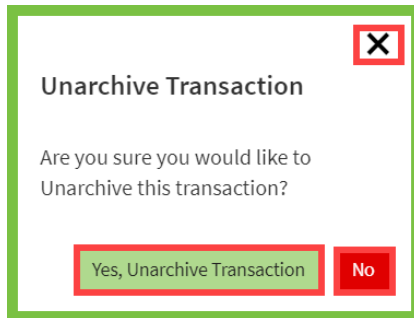 Unarchive Transaction
Are you sure you would like to
Unarchive this transaction?
Yes, Unarchive Transaction No